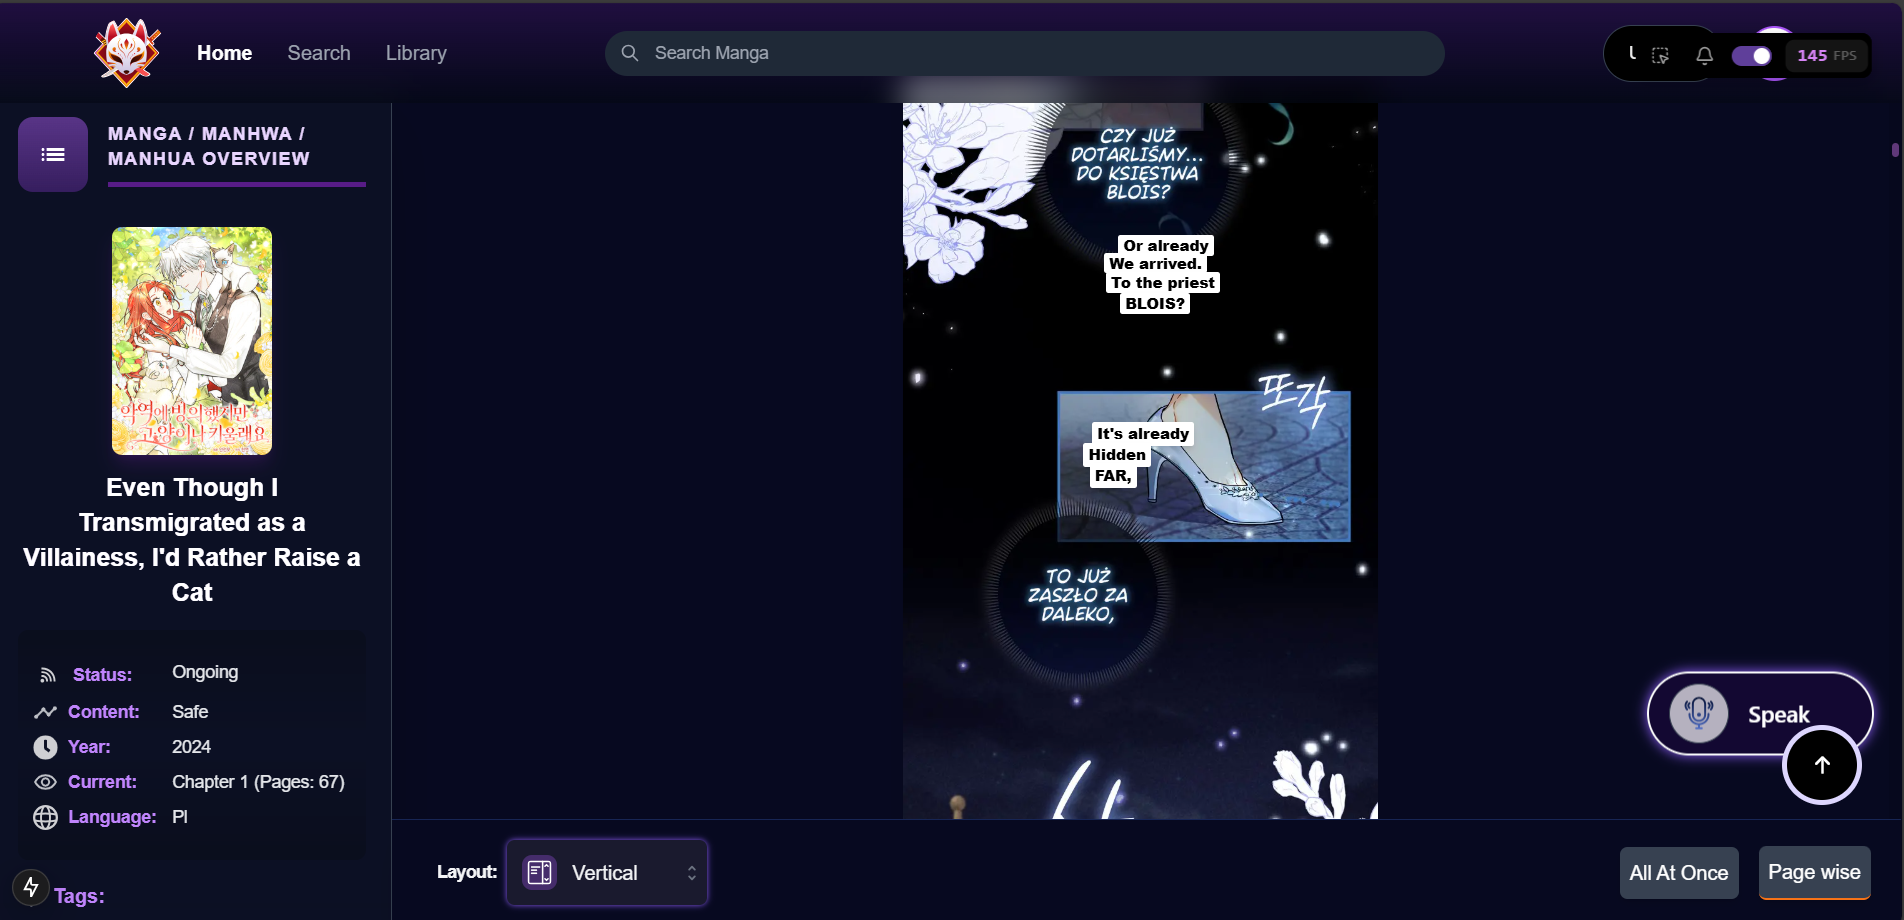 Home
Search
Library
Search Manga
145 FPS
MANGA / MANHWA /
MANHUA OVERVIEW
악역에 빙의했지만
고양이나 키울래요
Even Though I
Transmigrated as a
Villainess, I'd Rather Raise a
Cat
Status: Ongoing
Content: Safe
Year: 2024
Current: Chapter 1 (Pages: 67)
Language: Pl
Tags:
CZY JUŻ
DOTARLIŚMY...
DO KSIĘSTWA
BLOIS?
Or already
We arrived.
To the priest
BLOIS?
또각
It's already
Hidden
FAR,
TO JUŻ
ZASZŁO ZA
DALEKO,
Speak
Layout: Vertical
All At Once
Page wise